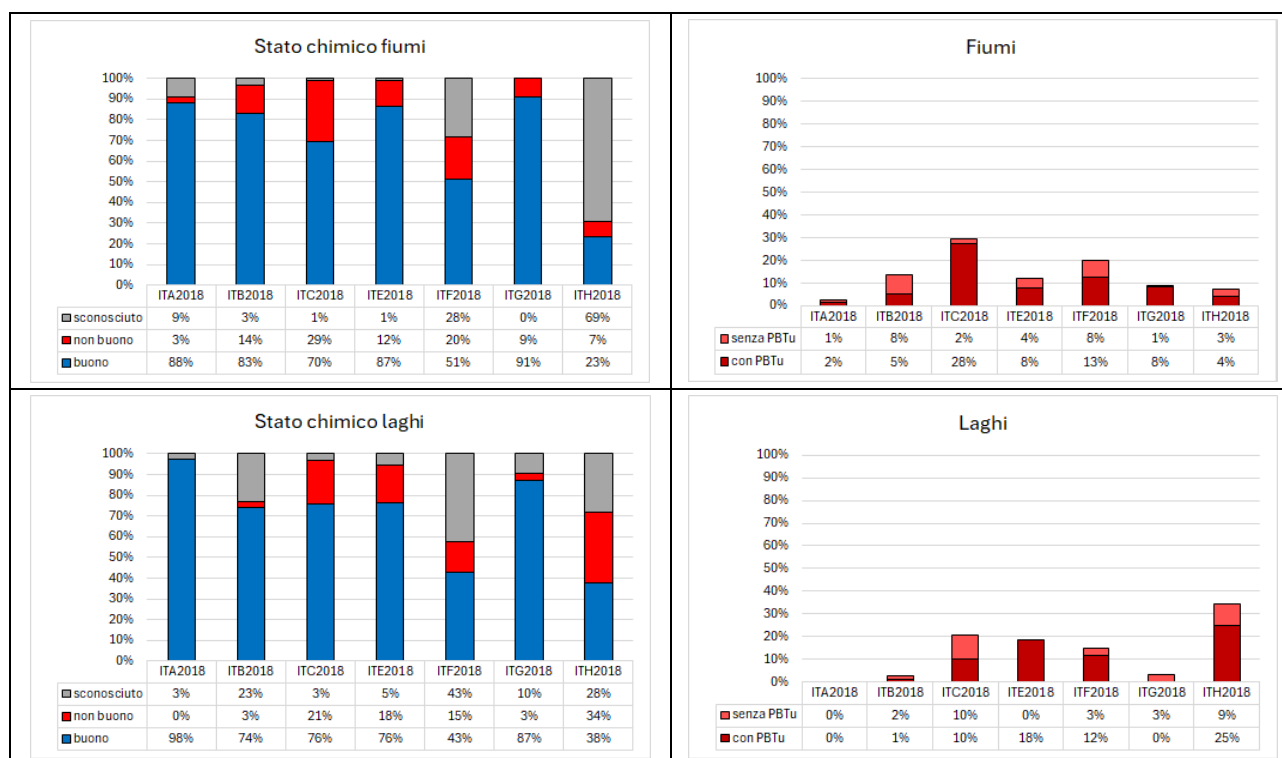 Stato chimico fiumi
100%
90%
80%
70%
60%
50%
40%
30%
20%
10%
0%
ITA2018 ITB2018 ITC2018 ITE2018 ITF2018 ITG2018 ITH2018
sconosciuto 9% 3% 1% 1% 28% 0% 69%
non buono 3% 14% 29% 12% 20% 9% 7%
buono 88% 83% 70% 87% 51% 91% 23%
Fiumi
100%
90%
80%
70%
60%
50%
40%
30%
20%
10%
0%
ITA2018 ITB2018 ITC2018 ITE2018 ITF2018 ITG2018 ITH2018
senza PBTu 1% 8% 2% 4% 8% 1% 3%
con PBTu 2% 5% 28% 8% 13% 8% 4%
Stato chimico laghi
100%
90%
80%
70%
60%
50%
40%
30%
20%
10%
0%
ITA2018 ITB2018 ITC2018 ITE2018 ITF2018 ITG2018 ITH2018
sconosciuto 3% 23% 3% 5% 43% 10% 28%
non buono 0% 3% 21% 18% 15% 3% 34%
buono 98% 74% 76% 76% 43% 87% 38%
Laghi
100%
90%
80%
70%
60%
50%
40%
30%
20%
10%
0%
ITA2018 ITB2018 ITC2018 ITE2018 ITF2018 ITG2018 ITH2018
senza PBTu 0% 2% 10% 0% 3% 3% 9%
con PBTu 0% 1% 10% 18% 12% 0% 25%